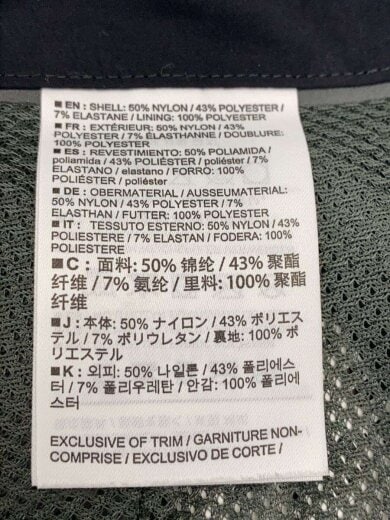 ■ EN : SHELL: 50% NYLON / 43% POLYESTER /
7% ELASTANE / LINING: 100% POLYESTER
■ FR : EXTÉRIEUR: 50% NYLON / 43%
POLYESTER / 7% ÉLASTHANNE / DOUBLURE:
100% POLYESTER
■ ES : REVESTIMIENTO: 50% POLIAMIDA /
poliamida / 43% POLIÉSTER / poliéster / 7%
ELASTANO / elastano / FORRO: 100%
POLIÉSTER / poliéster
■ DE : OBERMATERIAL / AUSSEUMATERIAL:
50% NYLON / 43% POLYESTER / 7%
ELASTHAN / FUTTER: 100% POLYESTER
■ IT : TESSUTO ESTERNO: 50% NYLON / 43%
POLIESTERE / 7% ELASTAN / FODERA: 100%
POLIESTERE
■ C : 面料: 50% 锦纶 / 43% 聚酯
纤维 / 7% 氨纶 / 里料: 100% 聚酯
纤维
■ J : 本体: 50% ナイロン / 43% ポリエス
テル / 7% ポリウレタン / 裏地: 100% ポ
リエステル
■ K : 외피: 50% 나일론 / 43% 폴리에스
터 / 7% 폴리우레탄 / 안감: 100% 폴리에
스터
EXCLUSIVE OF TRIM / GARNITURE NON-
COMPRISE / EXCLUSIVO DE CORTE /